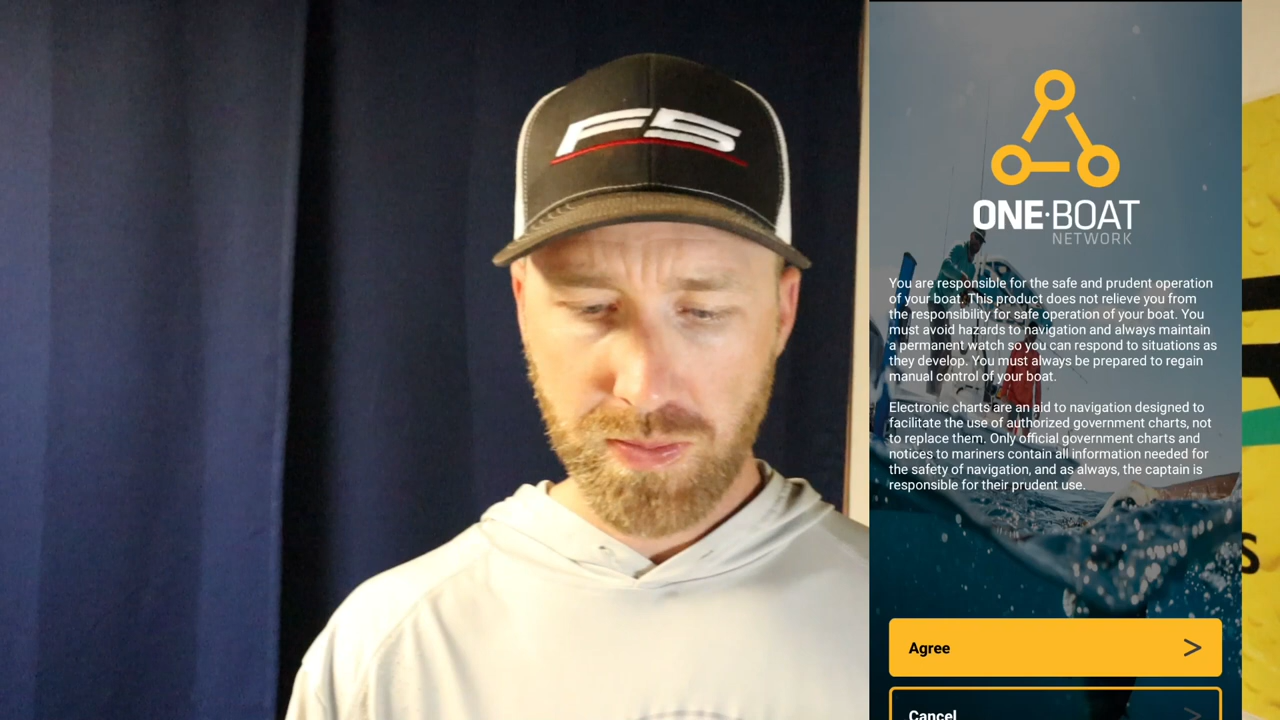 F5
ONE·BOAT
NETWORK
You are responsible for the safe and prudent operation
of your boat. This product does not relieve you from
the responsibility for safe operation of your boat. You
must avoid hazards to navigation and always maintain
a permanent watch so you can respond to situations as
they develop. You must always be prepared to regain
manual control of your boat.
Electronic charts are an aid to navigation designed to
facilitate the use of authorized government charts, not
to replace them. Only official government charts and
notices to mariners contain all information needed for
the safety of navigation, and as always, the captain is
responsible for their prudent use.
Agree >
Cancel >
S